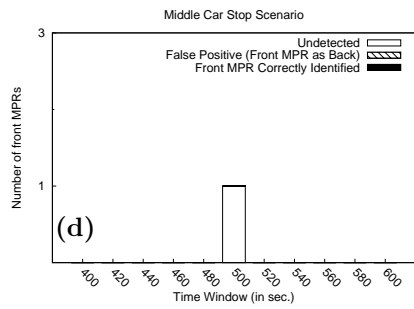 Middle Car Stop Scenario
3
Undetected
False Positive (Front MPR as Back)
Front MPR Correctly Identified
Number of front MPRs
1
(d)
400 420 440 460 480 500 520 540 560 580 600
Time Window (in sec.)